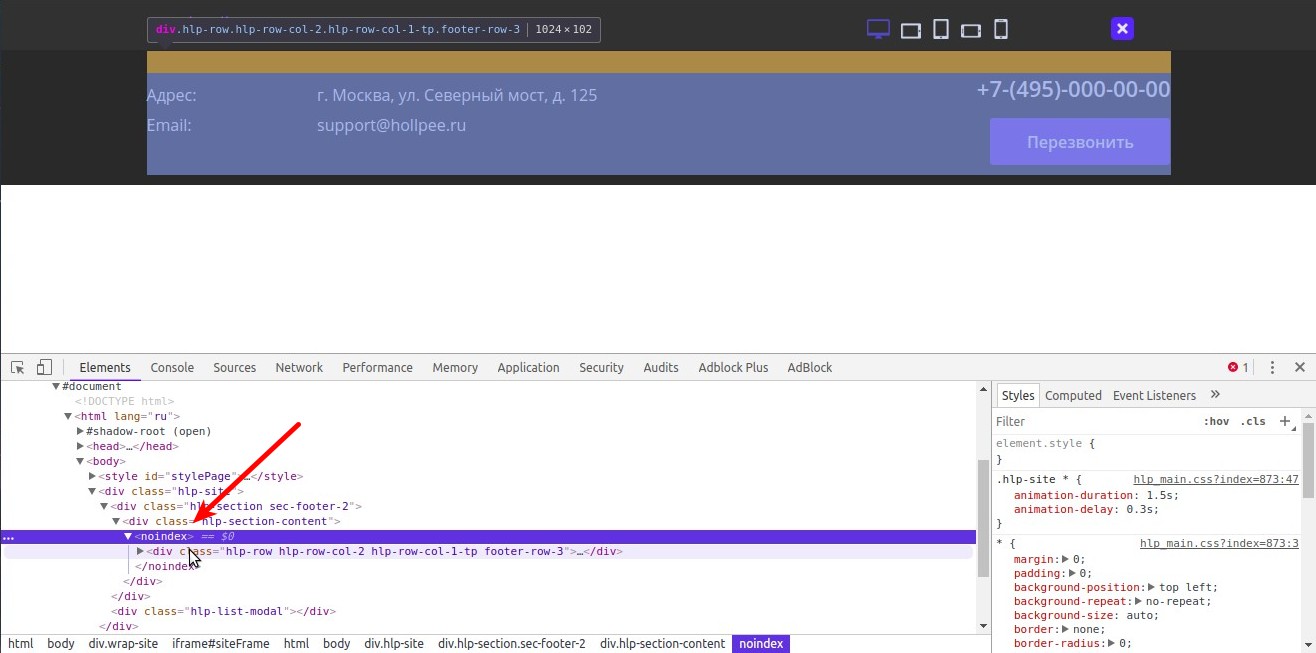 div.hlp-row.hlp-row-col-2.hlp-row-col-1-tp.footer-row-3 | 1024 × 102
Адрес: г. Москва, ул. Северный мост, д. 125
+7-(495)-000-00-00
Email: support@hollpee.ru
Перезвонить
Elements Console Sources Network Performance Memory Application Security Audits Adblock Plus AdBlock 1
#document
<!DOCTYPE html>
<html lang="ru">
#shadow-root (open)
<head>…</head>
<body>
<style id="stylePage">…</style>
<div class="hlp-site">
<div class="hlp-section sec-footer-2">
<div class="hlp-section-content">
… <noindex> == $0
<div class="hlp-row hlp-row-col-2 hlp-row-col-1-tp footer-row-3">…</div>
</noindex>
</div>
</div>
<div class="hlp-list-modal"></div>
</div>
html body div.wrap-site iframe#siteFrame html body div.hlp-site div.hlp-section.sec-footer-2 div.hlp-section-content noindex
Styles Computed Event Listeners »
Filter :hov .cls +
element.style {
}
.hlp-site * { hlp_main.css?index=873:47
animation-duration: 1.5s;
animation-delay: 0.3s;
}
* { hlp_main.css?index=873:3
margin: 0;
padding: 0;
background-position: top left;
background-repeat: no-repeat;
background-size: auto;
border: none;
border-radius: 0;